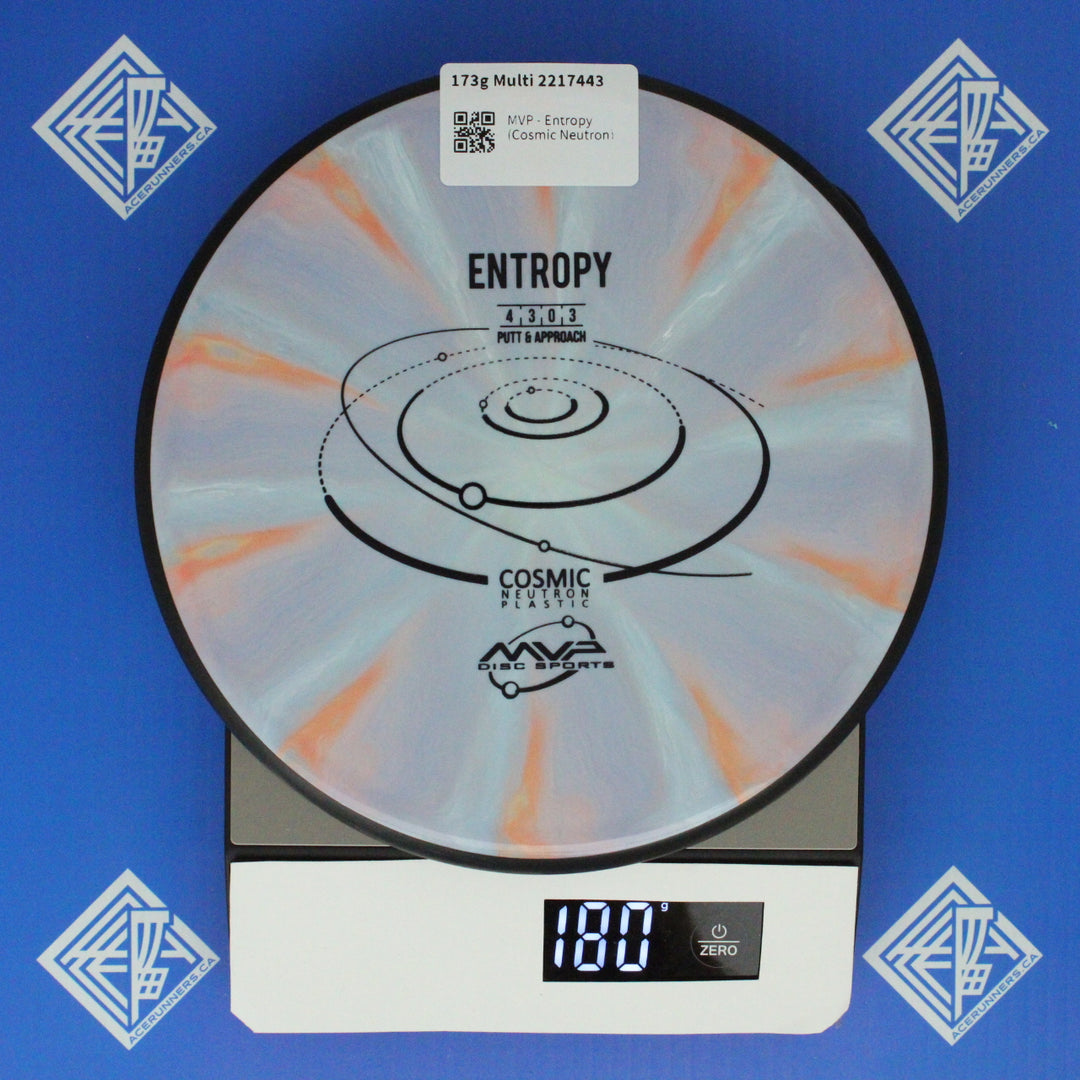 173g Multi 2217443
MVP - Entropy
(Cosmic Neutron)
ACERUNNERS.CA
ACERUNNERS.CA
ENTROPY
4 3 0 3
PUTT & APPROACH
COSMIC
NEUTRON
PLASTIC
MVP
DISC SPORTS
180 g
ZERO
ACERUNNERS.CA
ACERUNNERS.CA